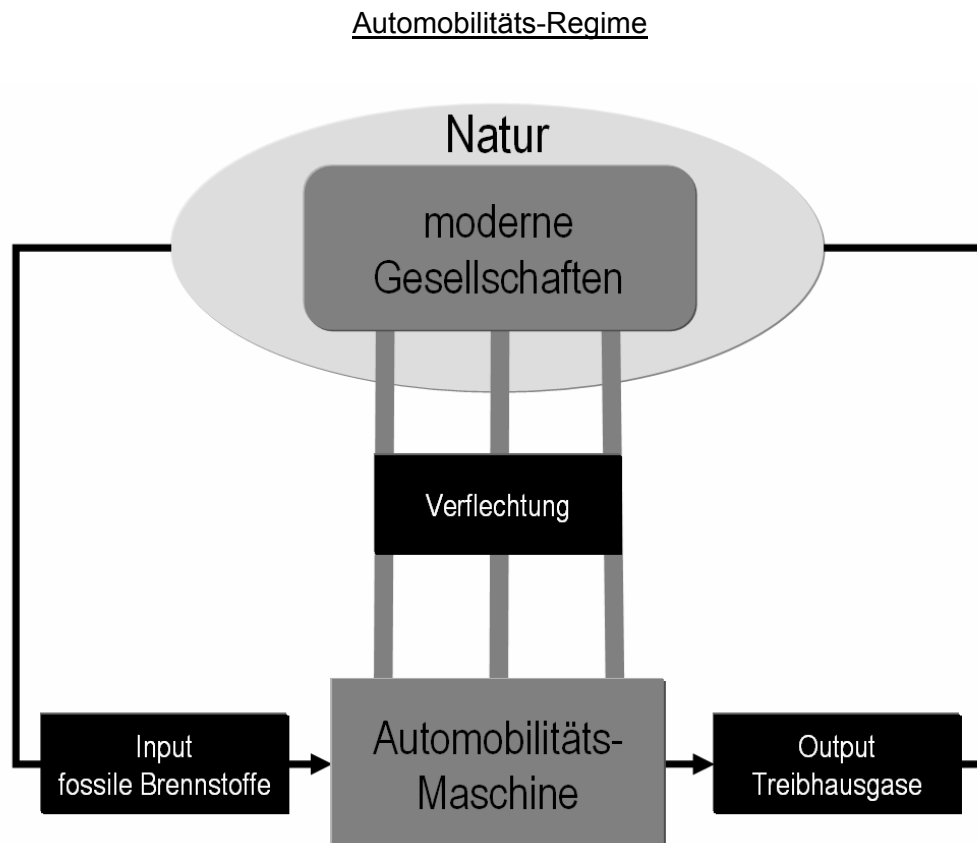 Automobilitäts-Regime
Natur
moderne
Gesellschaften
Verflechtung
Input
fossile Brennstoffe
Automobilitäts-
Maschine
Output
Treibhausgase